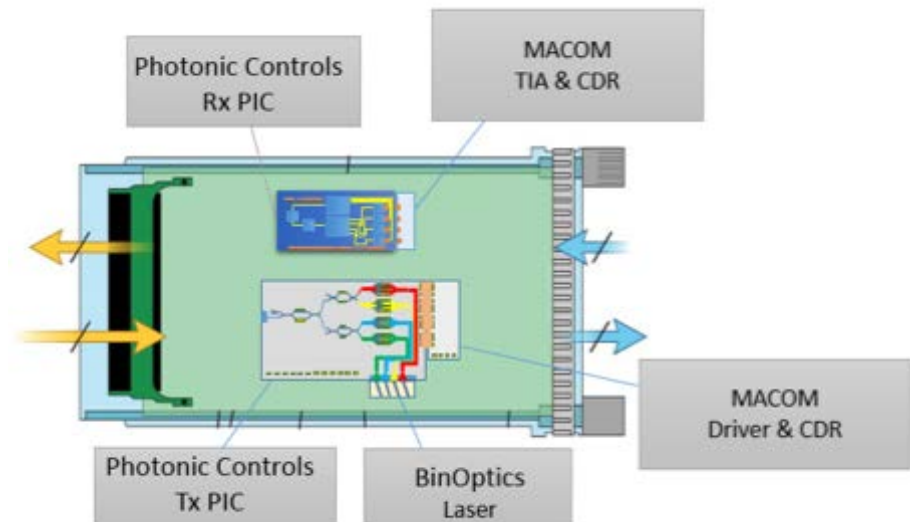 Photonic Controls
Rx PIC
MACOM
TIA & CDR
MACOM
Driver & CDR
Photonic Controls
Tx PIC
BinOptics
Laser